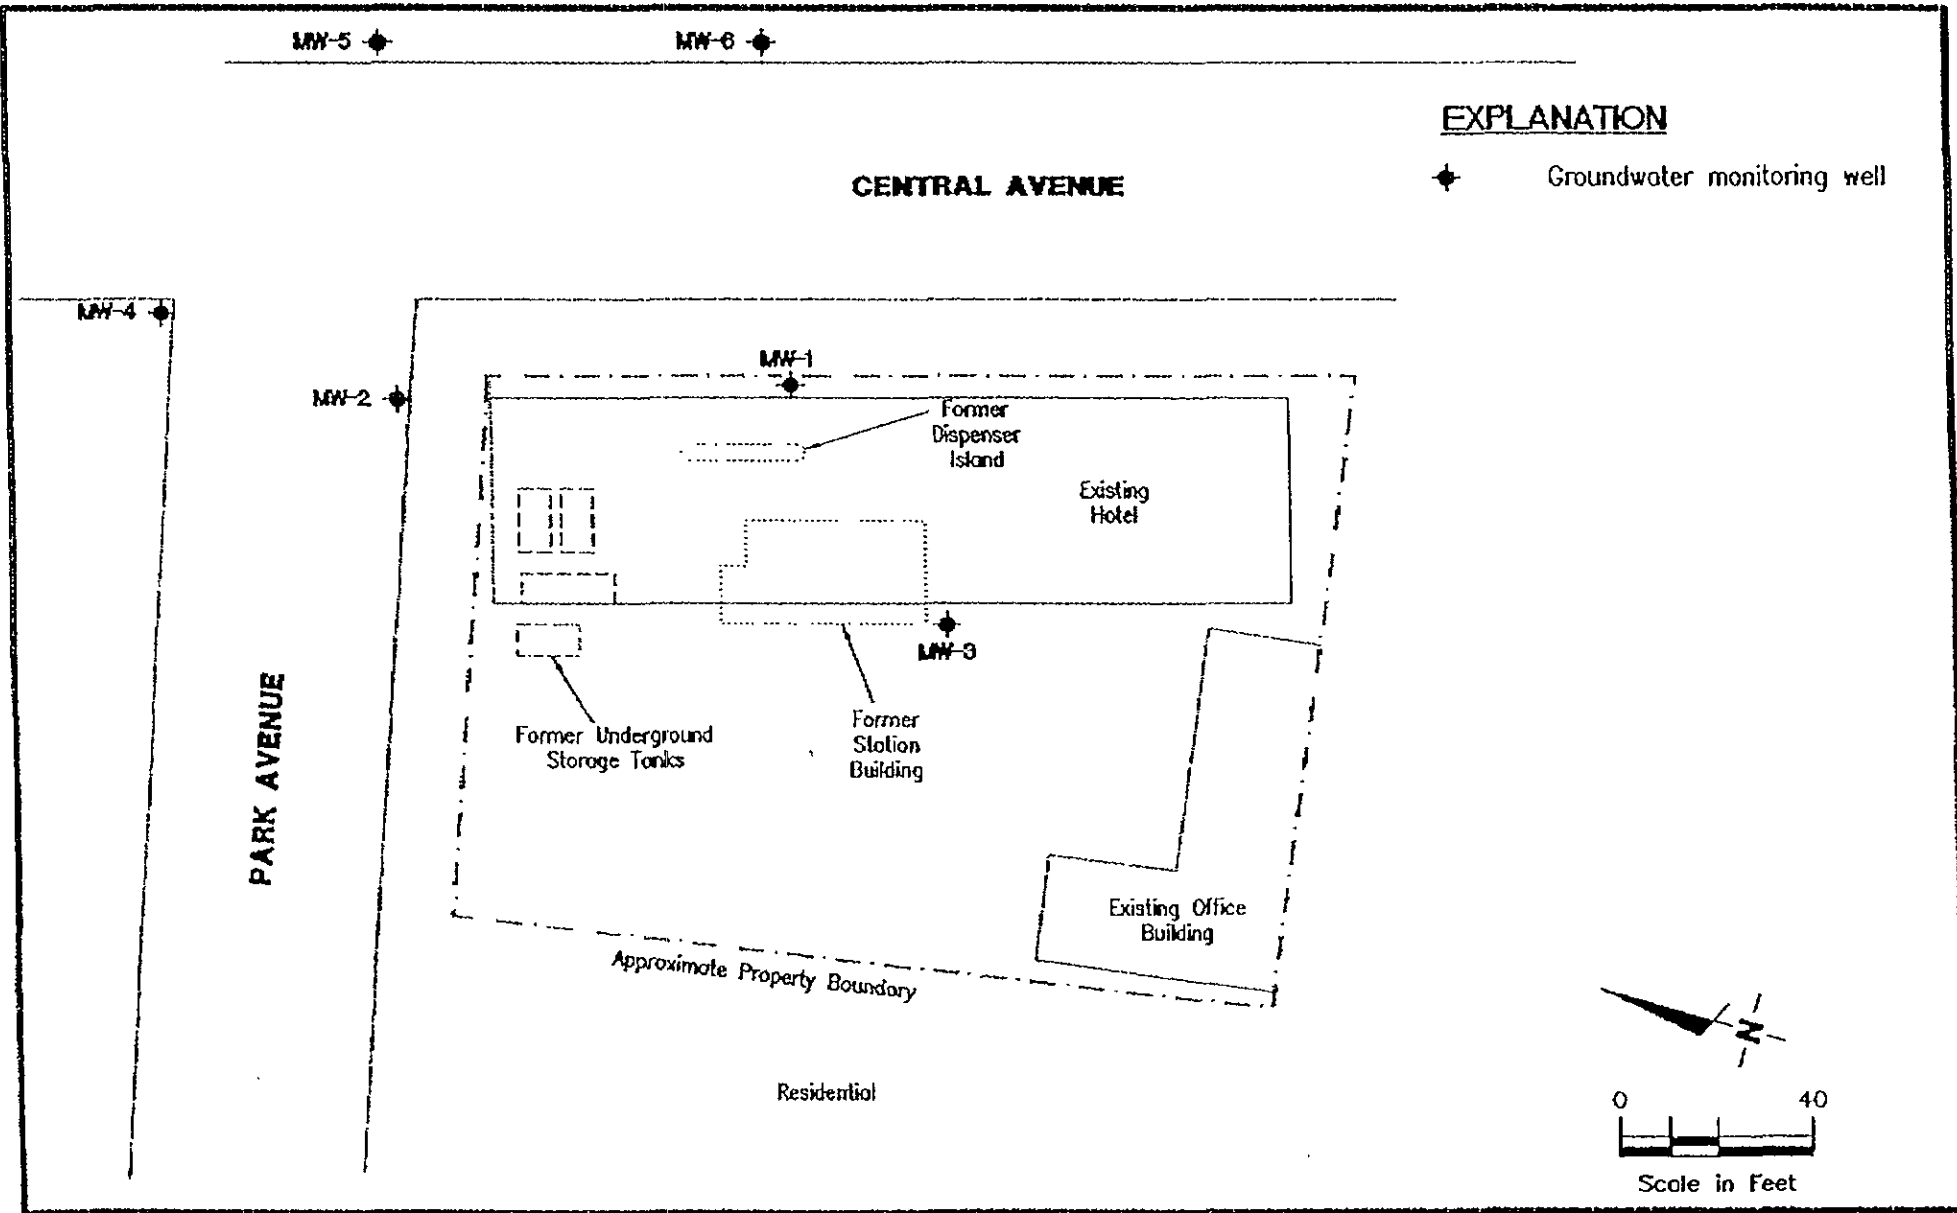 MW-5
MW-6
EXPLANATION
Groundwater monitoring well
CENTRAL AVENUE
MW-4
MW-1
MW-2
Former
Dispenser
Island
Existing
Hotel
MW-3
PARK AVENUE
Former Underground
Storage Tanks
Former
Station
Building
Existing Office
Building
Approximate Property Boundary
N
Residential
0 40
Scale in Feet